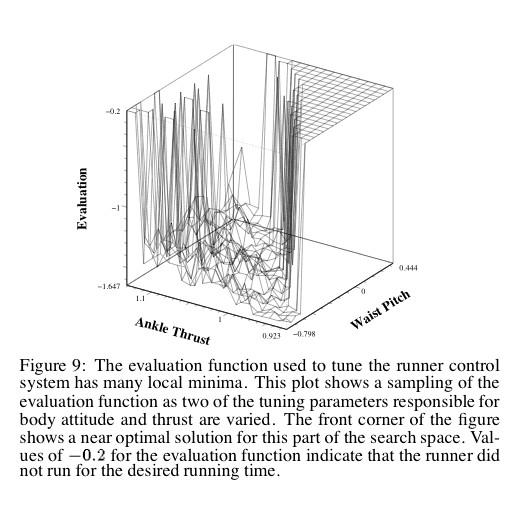 −0.2
Evaluation
−1
−1.647
1.1
Ankle Thrust
1
0.923
−0.798
Waist Pitch
0
0.444
Figure 9: The evaluation function used to tune the runner control
system has many local minima. This plot shows a sampling of the
evaluation function as two of the tuning parameters responsible for
body attitude and thrust are varied. The front corner of the figure
shows a near optimal solution for this part of the search space. Val-
ues of −0.2 for the evaluation function indicate that the runner did
not run for the desired running time.